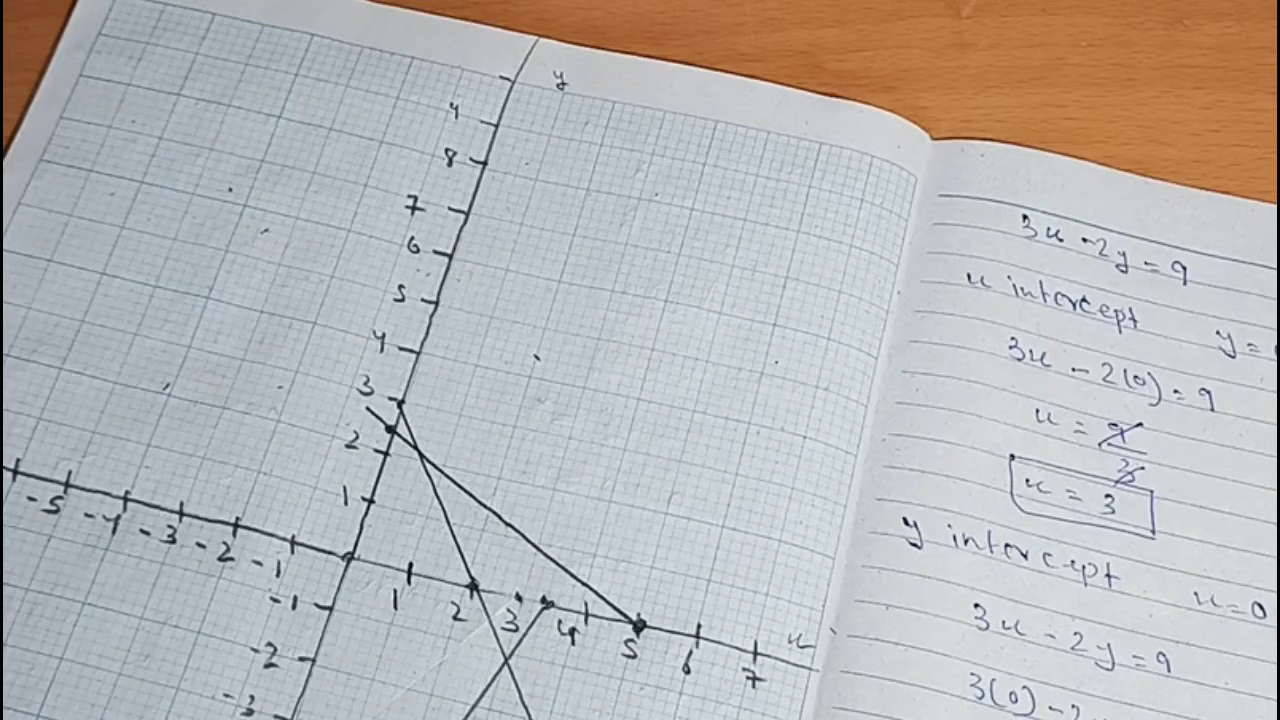 y
4
8
7
6
5
4
3
2
1
-5 -4 -3 -2 -1
1 2 3 4 5 6 7 x
-1
-2
-3
3x - 2y = 9
x intercept y =
3x - 2(0) = 9
x = 9/3
x = 3
y intercept x = 0
3x - 2y = 9
3(0) - 2